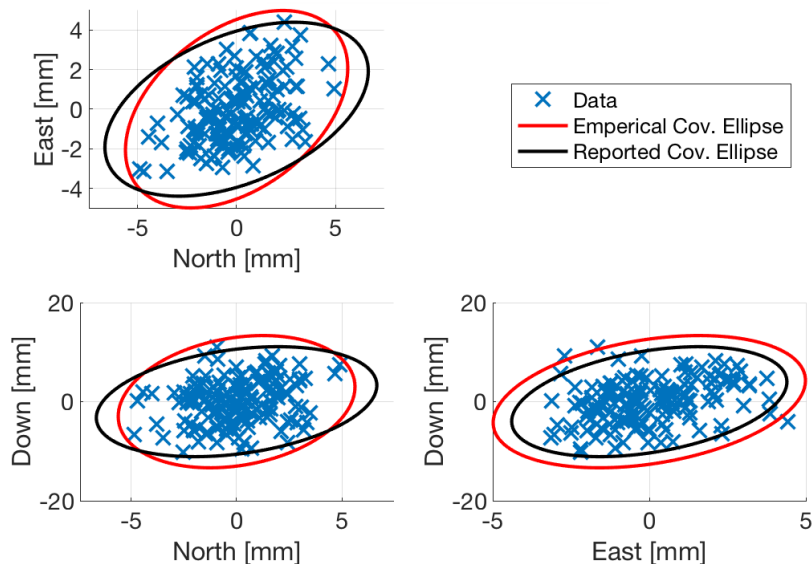 4
2
0
-2
-4
East [mm]
-5
0
5
North [mm]
Data
Emperical Cov. Ellipse
Reported Cov. Ellipse
20
0
-20
Down [mm]
-5
0
5
North [mm]
20
0
-20
Down [mm]
-5
0
5
East [mm]